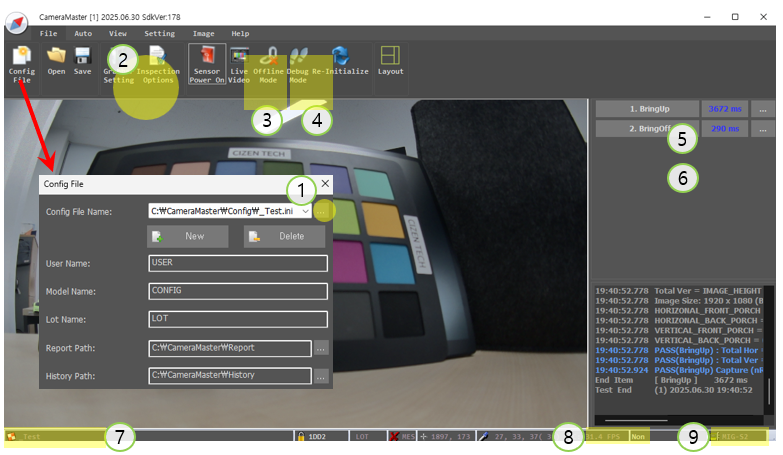 CameraMaster [1] 2025.06.30 SdkVer:178
File Auto View Setting Image Help
2
Config File
Open
Save
Setting
Inspection Options
Sensor Power On
Live Video
Offline Mode
Debug Mode
Re-Initialize
Layout
3
4
1. BringUp 3672 ms ...
2. BringOff 290 ms ...
5
6
CIZEN TECH
CIZEN TECH
Config File
1
Config File Name: C:₩CameraMaster₩Config₩_Test.ini ...
New Delete
User Name: USER
Model Name: CONFIG
Lot Name: LOT
Report Path: C:₩CameraMaster₩Report ...
History Path: C:₩CameraMaster₩History ...
19:40:52.778 Total Ver = IMAGE_HEIGHT
19:40:52.778 Image Size: 1920 x 1080 (B
19:40:52.778 HORIZONAL_FRONT_PORCH =
19:40:52.778 HORIZONAL_BACK_PORCH =
19:40:52.778 VERTICAL_FRONT_PORCH =
19:40:52.778 VERTICAL_BACK_PORCH =
19:40:52.778 PASS(BringUp) : Total Hor =
19:40:52.778 PASS(BringUp) : Total Ver =
19:40:52.924 PASS(BringUp) Capture (nR
End Item [ BringUp ] 3672 ms
Test End (1) 2025.06.30 19:40:52
_Test 7 1DD2 LOT MES 1897, 173 27, 33, 37( 8 31.4 FPS Non 9 MIG-S2